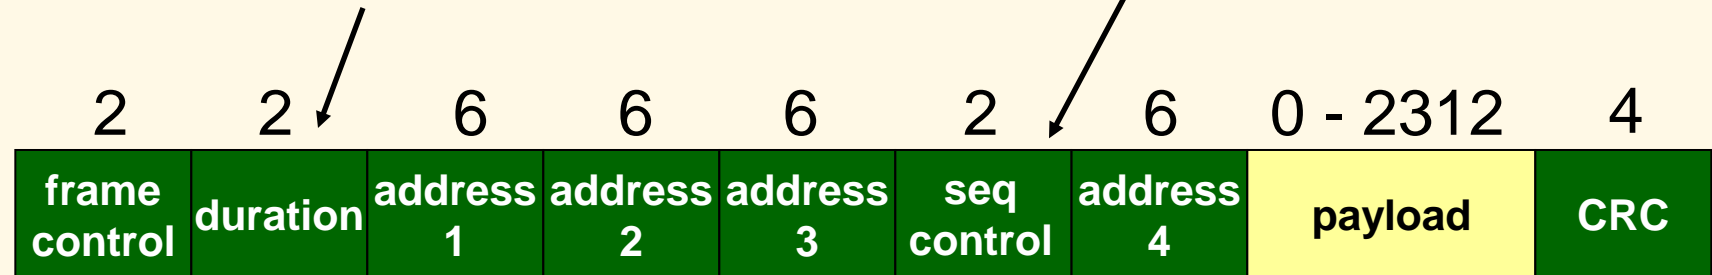 2 2 6 6 6 2 6 0 - 2312 4
frame control duration address 1 address 2 address 3 seq control address 4 payload CRC